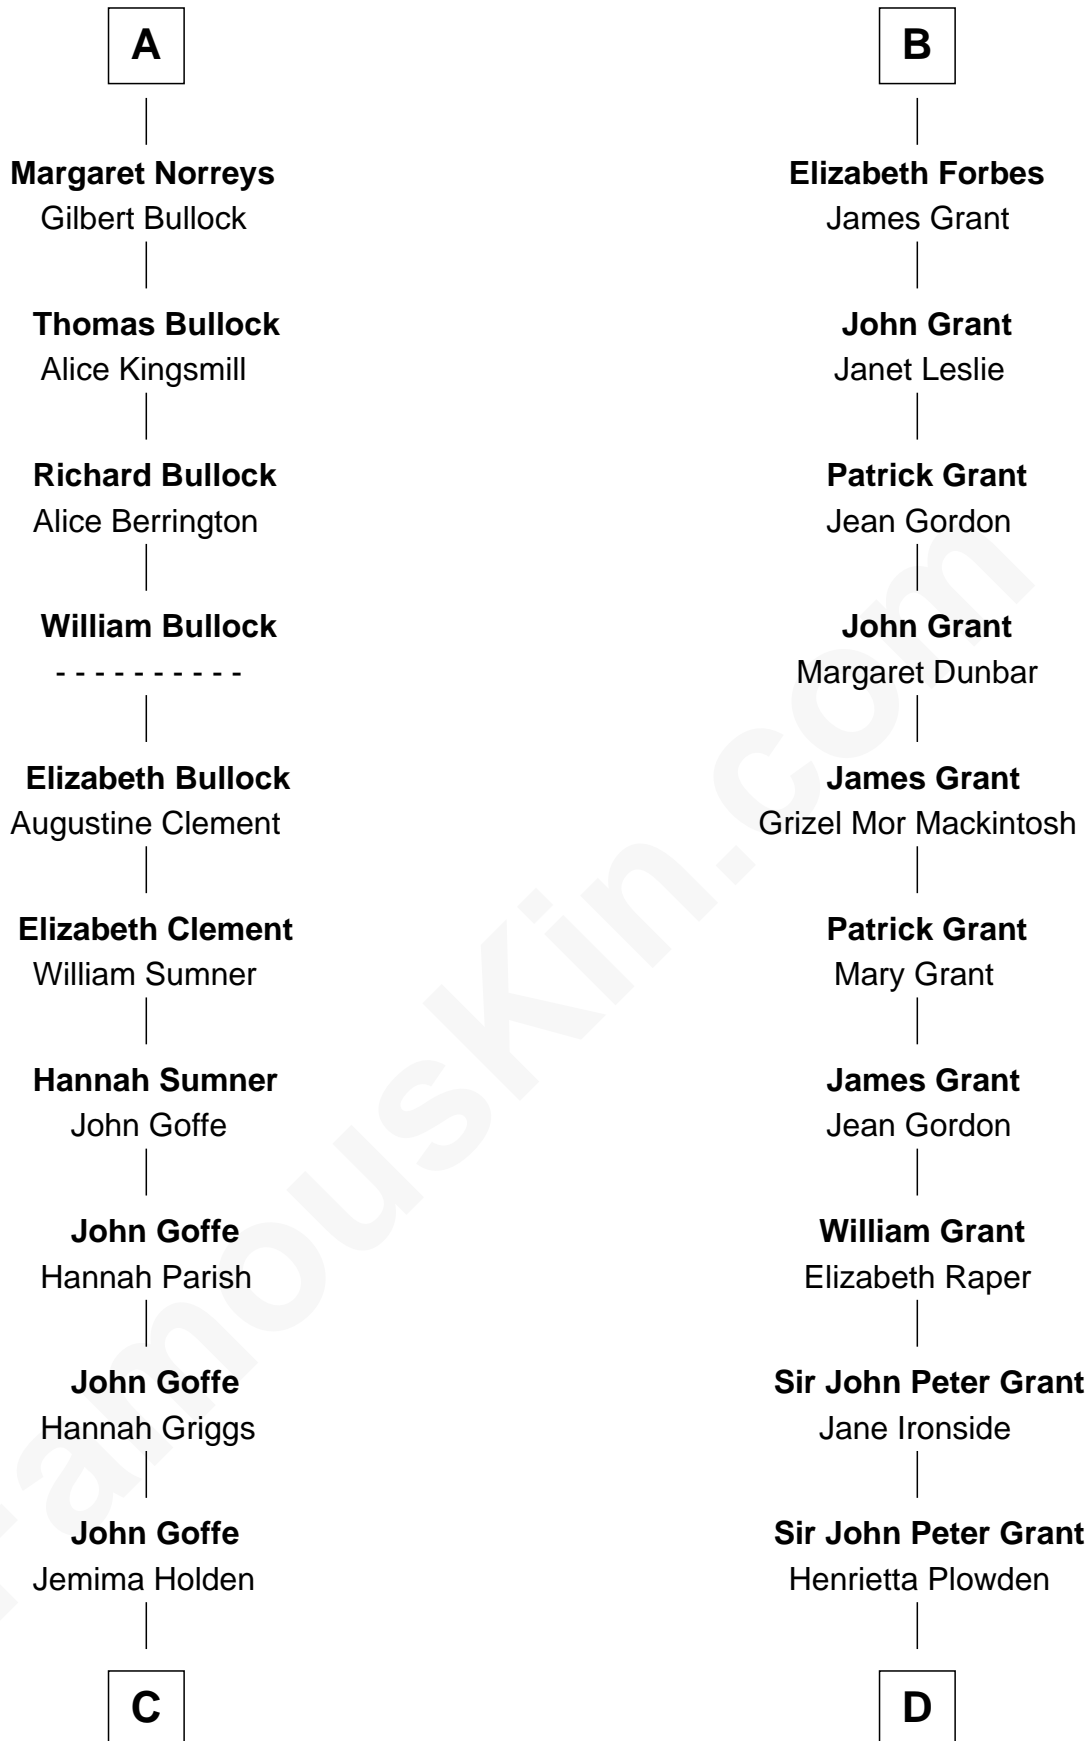 A
Margaret Norreys
Gilbert Bullock
Thomas Bullock
Alice Kingsmill
Richard Bullock
Alice Berrington
William Bullock
- - - - - - - - - -
Elizabeth Bullock
Augustine Clement
Elizabeth Clement
William Sumner
Hannah Sumner
John Goffe
John Goffe
Hannah Parish
John Goffe
Hannah Griggs
John Goffe
Jemima Holden
C
B
Elizabeth Forbes
James Grant
John Grant
Janet Leslie
Patrick Grant
Jean Gordon
John Grant
Margaret Dunbar
James Grant
Grizel Mor Mackintosh
Patrick Grant
Mary Grant
James Grant
Jean Gordon
William Grant
Elizabeth Raper
Sir John Peter Grant
Jane Ironside
Sir John Peter Grant
Henrietta Plowden
D
FamousKin.com